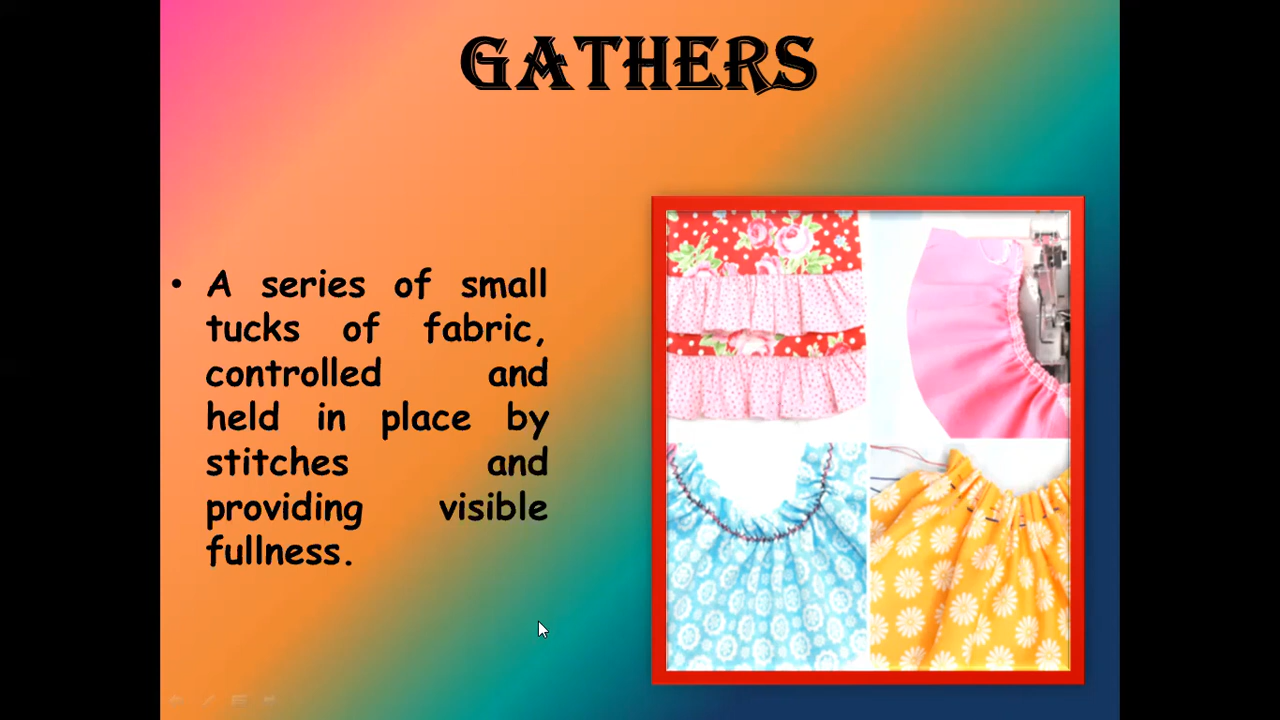 GATHERS
• A series of small
tucks of fabric,
controlled and
held in place by
stitches and
providing visible
fullness.